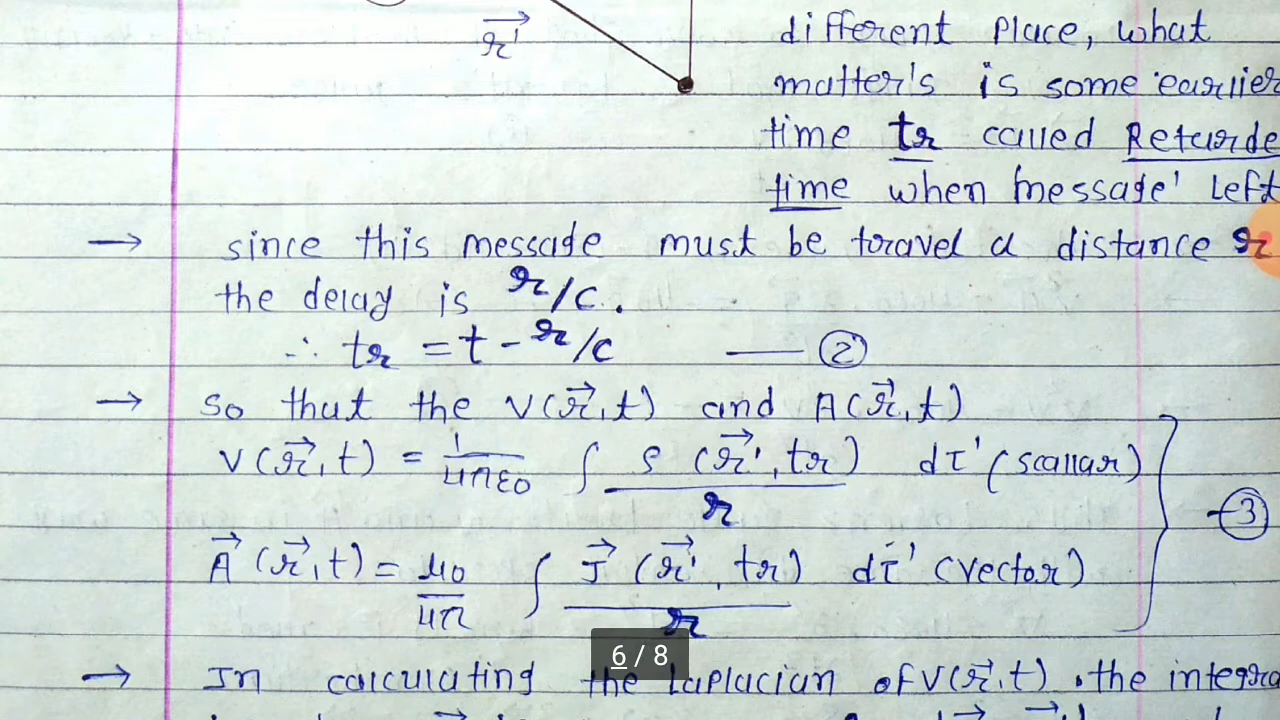 r⃗'
different place, what
matter's is some earlier
time tr called Retarde
time when message' Left
→ since this message must be travel a distance r
the delay is r/c.
∴ tr = t - r/c —— ②
→ so that the V(r⃗,t) and A(r⃗,t)
V(r⃗,t) = 1/4πε0 ∫ ρ(r⃗',tr)/r dτ' (scallar)
③
A⃗(r⃗,t) = μ0/4π ∫ J⃗(r⃗',tr)/r dτ' (vector)
6 / 8
→ In calculating the Laplacian of V(r⃗,t) . the integra